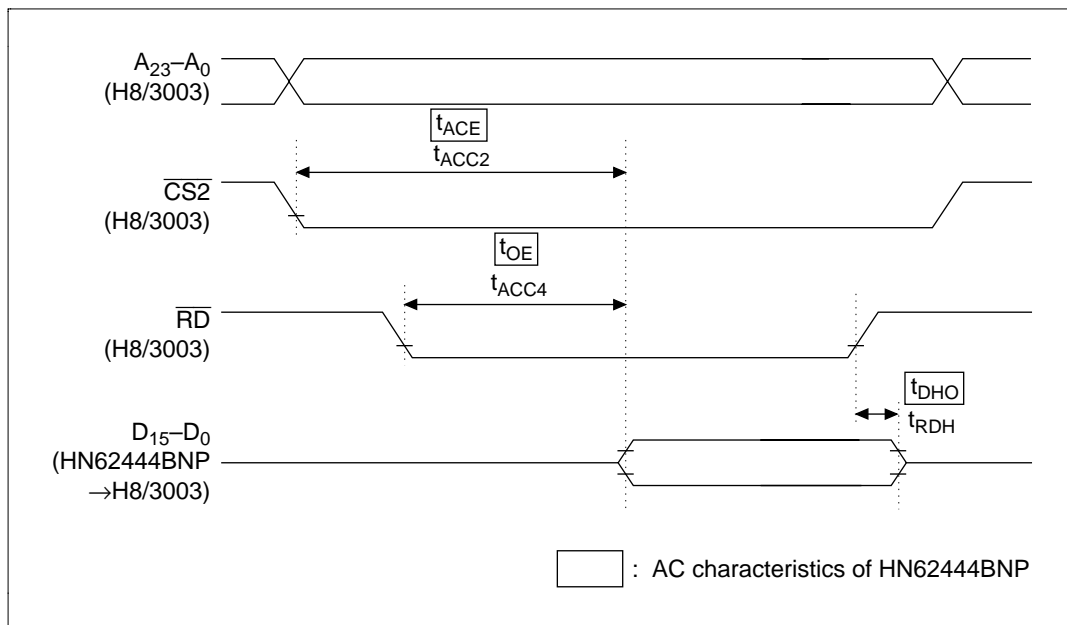 A23–A0
(H8/3003)
tACE
tACC2
CS2
(H8/3003)
tOE
tACC4
RD
(H8/3003)
tDHO
tRDH
D15–D0
(HN62444BNP
→H8/3003)
: AC characteristics of HN62444BNP